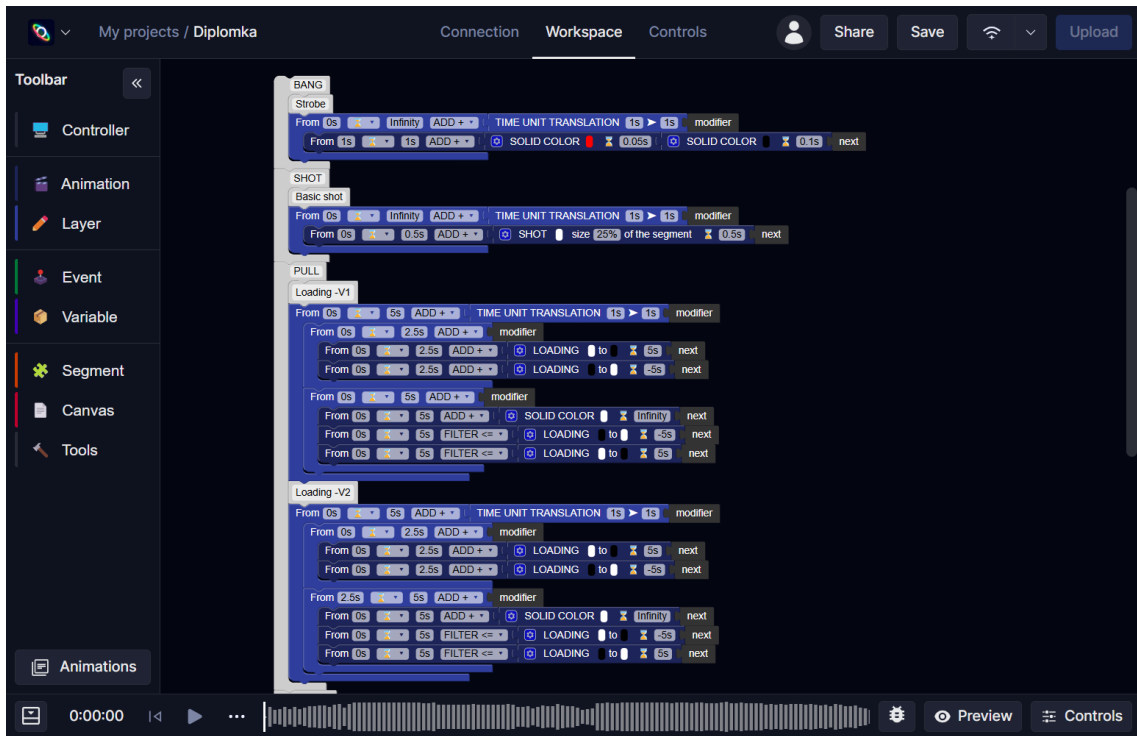 My projects / Diplomka
Connection
Workspace
Controls
Share
Save
Upload
Toolbar
Controller
Animation
Layer
Event
Variable
Segment
Canvas
Tools
Animations
BANG
Strobe
From 0s Infinity ADD + TIME UNIT TRANSLATION 1s ➤ 1s modifier
From 1s 1s ADD + SOLID COLOR 0.05s SOLID COLOR 0.1s next
SHOT
Basic shot
From 0s Infinity ADD + TIME UNIT TRANSLATION 1s ➤ 1s modifier
From 0s 0.5s ADD + SHOT size 25% of the segment 0.5s next
PULL
Loading -V1
From 0s 5s ADD + TIME UNIT TRANSLATION 1s ➤ 1s modifier
From 0s 2.5s ADD + modifier
From 0s 2.5s ADD + LOADING to 5s next
From 0s 2.5s ADD + LOADING to -5s next
From 0s 5s ADD + modifier
From 0s 5s ADD + SOLID COLOR Infinity next
From 0s 5s FILTER <= LOADING to -5s next
From 0s 5s FILTER <= LOADING to 5s next
Loading -V2
From 0s 5s ADD + TIME UNIT TRANSLATION 1s ➤ 1s modifier
From 0s 2.5s ADD + modifier
From 0s 2.5s ADD + LOADING to 5s next
From 0s 2.5s ADD + LOADING to -5s next
From 2.5s 5s ADD + modifier
From 0s 5s ADD + SOLID COLOR Infinity next
From 0s 5s FILTER <= LOADING to -5s next
From 0s 5s FILTER <= LOADING to 5s next
0:00:00
Preview
Controls